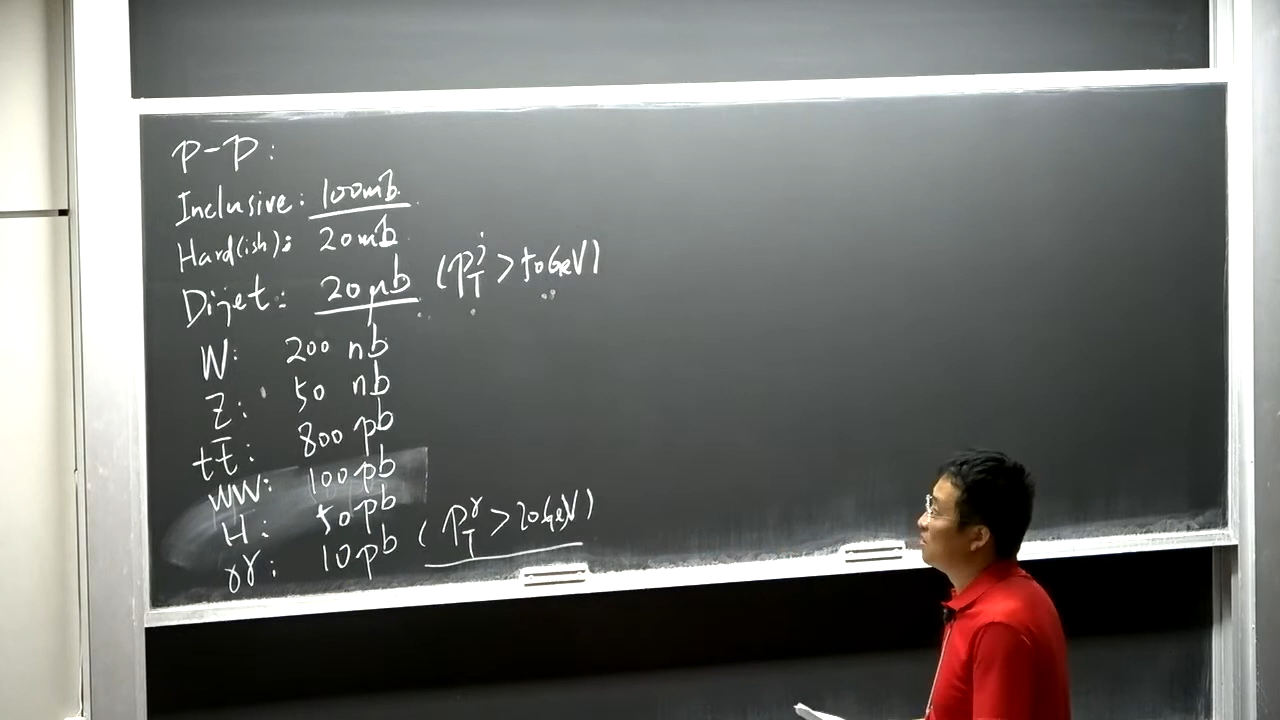 p-p:
Inclusive: 100mb
Hard(ish): 20mb
Dijet: 20μb (p_T^j > 50GeV)
W: 200 nb
Z: 50 nb
tt̅: 800 pb
WW: 100 pb
H: 50 pb
γγ: 10 pb (p_T^γ > 20GeV)